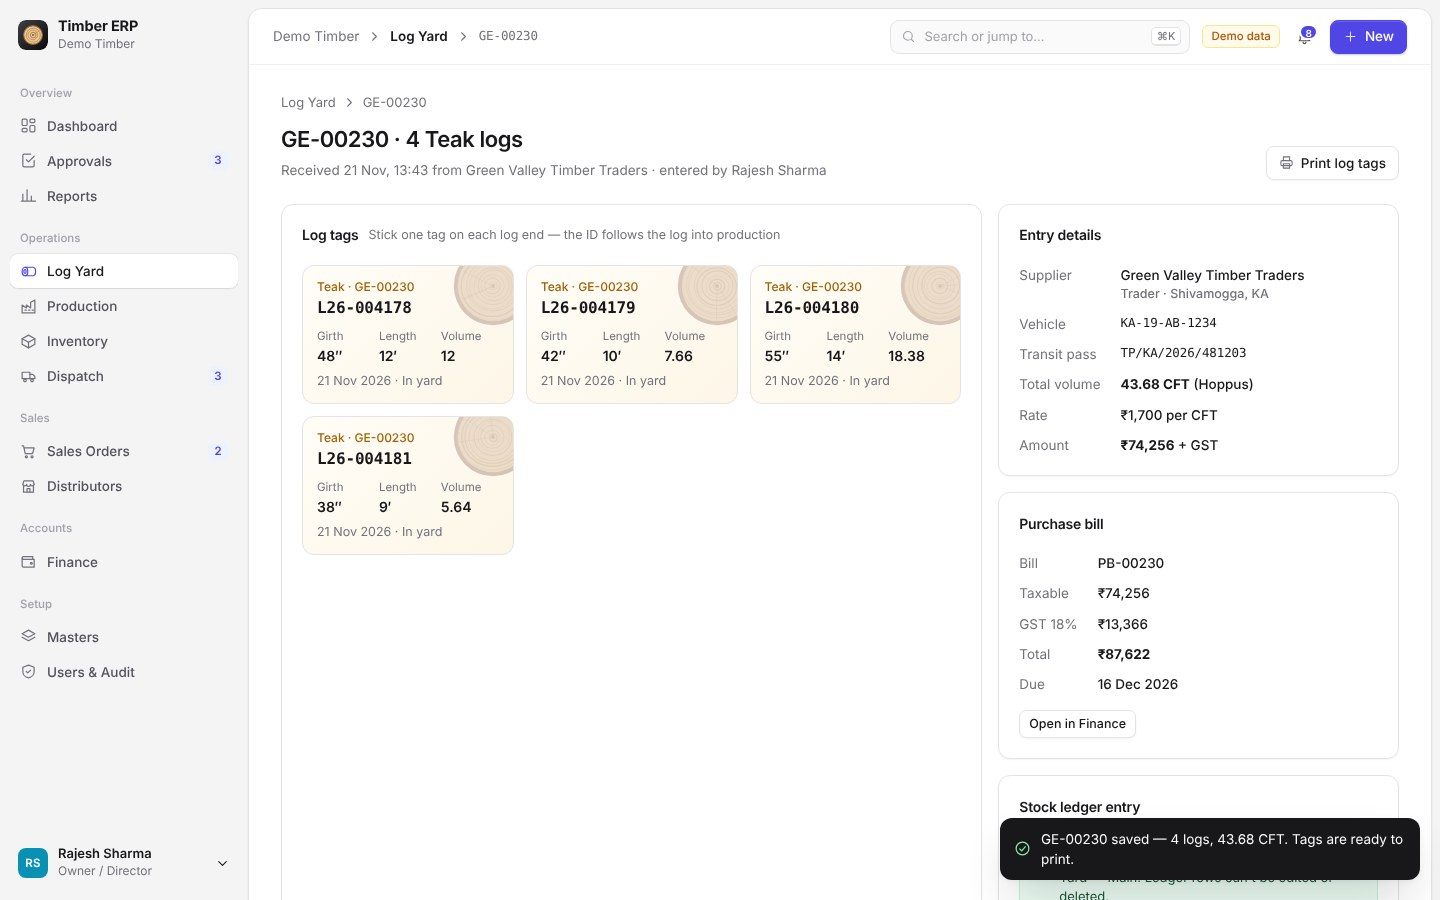 Timber ERP
Demo Timber
Overview
Dashboard
Approvals 3
Reports
Operations
Log Yard
Production
Inventory
Dispatch 3
Sales
Sales Orders 2
Distributors
Accounts
Finance
Setup
Masters
Users & Audit
RS
Rajesh Sharma
Owner / Director
Demo Timber > Log Yard > GE-00230
Search or jump to... ⌘K
Demo data
8
+ New
Log Yard > GE-00230
GE-00230 · 4 Teak logs
Received 21 Nov, 13:43 from Green Valley Timber Traders · entered by Rajesh Sharma
Print log tags
Log tags Stick one tag on each log end — the ID follows the log into production
Teak · GE-00230
L26-004178
Girth Length Volume
48″ 12′ 12
21 Nov 2026 · In yard
Teak · GE-00230
L26-004179
Girth Length Volume
42″ 10′ 7.66
21 Nov 2026 · In yard
Teak · GE-00230
L26-004180
Girth Length Volume
55″ 14′ 18.38
21 Nov 2026 · In yard
Teak · GE-00230
L26-004181
Girth Length Volume
38″ 9′ 5.64
21 Nov 2026 · In yard
Entry details
Supplier Green Valley Timber Traders
Trader · Shivamogga, KA
Vehicle KA-19-AB-1234
Transit pass TP/KA/2026/481203
Total volume 43.68 CFT (Hoppus)
Rate ₹1,700 per CFT
Amount ₹74,256 + GST
Purchase bill
Bill PB-00230
Taxable ₹74,256
GST 18% ₹13,366
Total ₹87,622
Due 16 Dec 2026
Open in Finance
Stock ledger entry
GE-00230 saved — 4 logs, 43.68 CFT. Tags are ready to
print.
deleted.